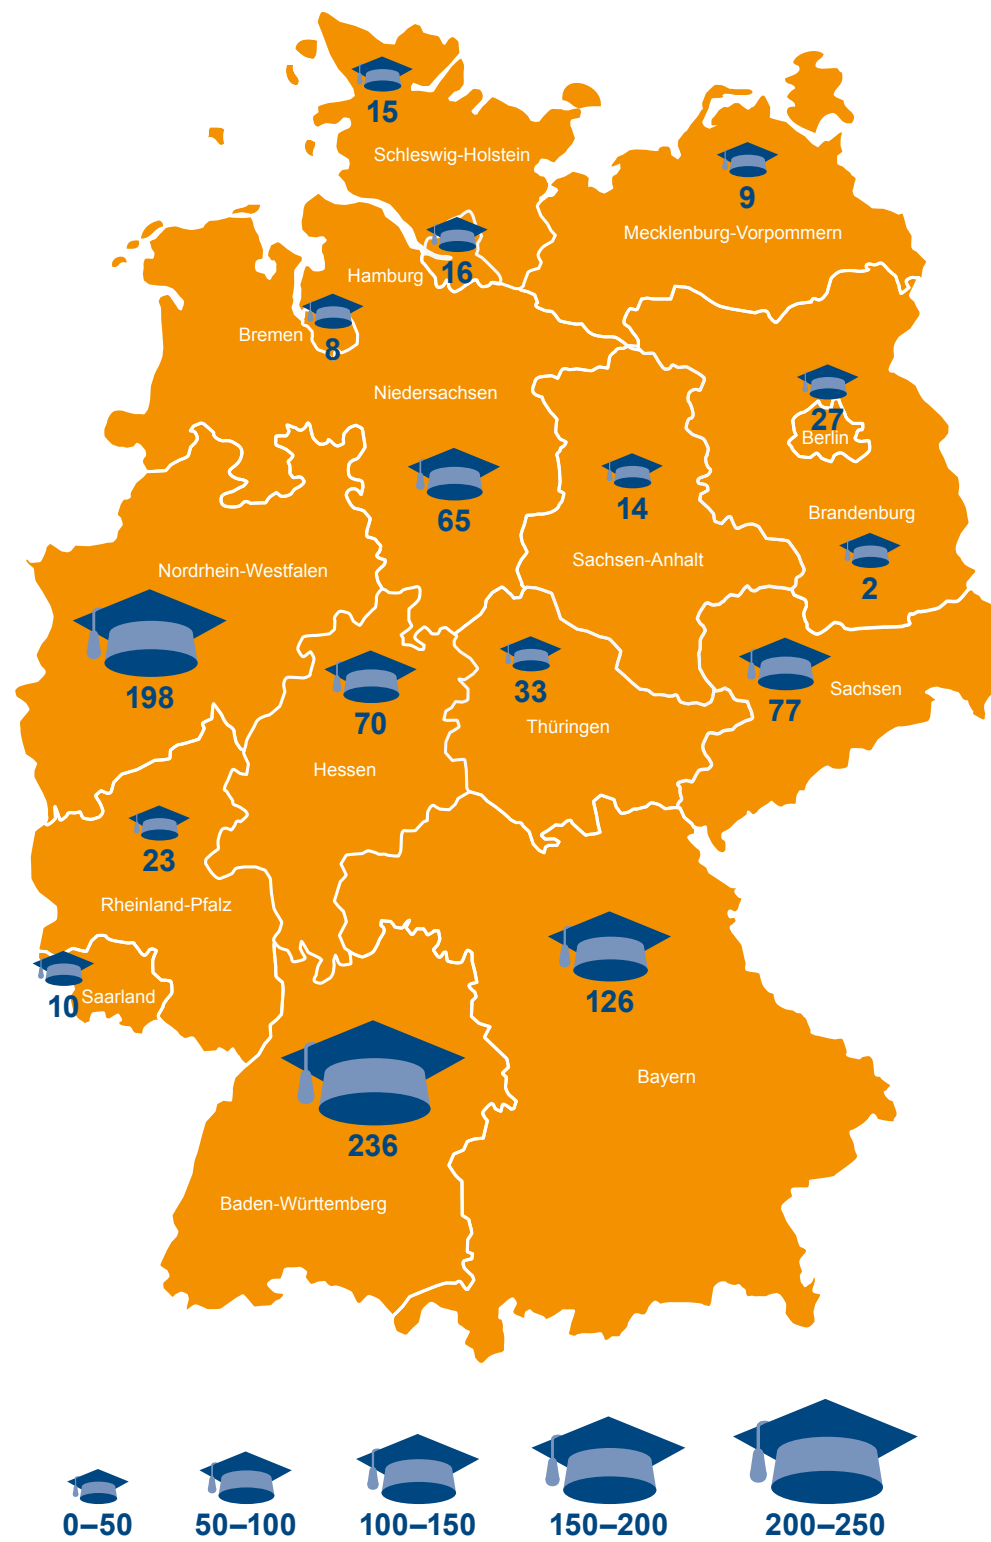 15
Schleswig-Holstein
9
Mecklenburg-Vorpommern
16
Hamburg
8
Bremen
Niedersachsen
65
27
Berlin
14
Sachsen-Anhalt
Brandenburg
2
Nordrhein-Westfalen
198
70
Hessen
33
Thüringen
77
Sachsen
23
Rheinland-Pfalz
10
Saarland
126
Bayern
236
Baden-Württemberg
0–50
50–100
100–150
150–200
200–250